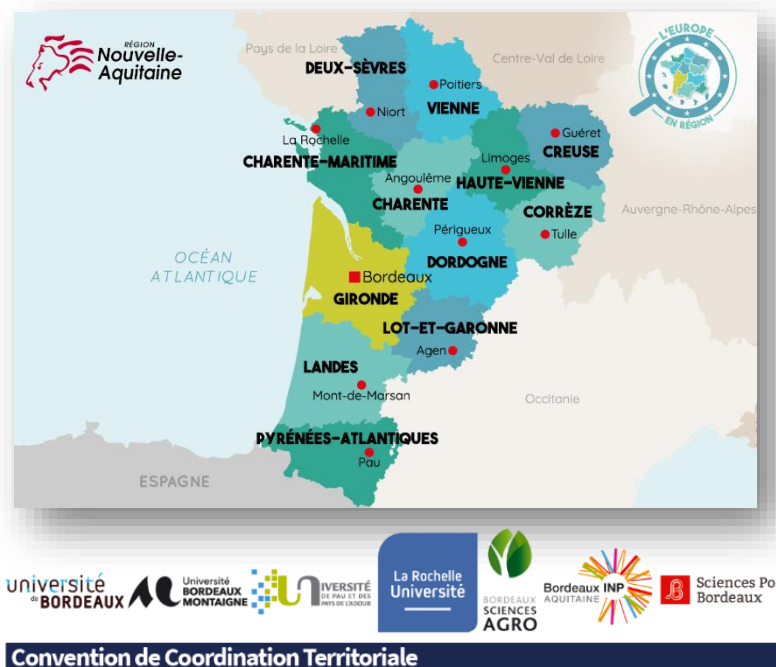 RÉGION
Nouvelle-
Aquitaine
Pays de la Loire
Centre-Val de Loire
L'EUROPE
EN RÉGION
DEUX-SÈVRES
Poitiers
VIENNE
Niort
La Rochelle
Guéret
CREUSE
CHARENTE-MARITIME
Limoges
Angoulême
HAUTE-VIENNE
CHARENTE
CORRÈZE
Auvergne-Rhône-Alpes
Périgueux
Tulle
OCÉAN
ATLANTIQUE
DORDOGNE
Bordeaux
GIRONDE
LOT-ET-GARONNE
Agen
LANDES
Mont-de-Marsan
Occitanie
PYRÉNÉES-ATLANTIQUES
Pau
ESPAGNE
université
de BORDEAUX
Université
BORDEAUX
MONTAIGNE
UNIVERSITÉ
DE PAU ET DES
PAYS DE L'ADOUR
La Rochelle
Université
BORDEAUX
SCIENCES
AGRO
Bordeaux INP
AQUITAINE
Sciences Po
Bordeaux
Convention de Coordination Territoriale